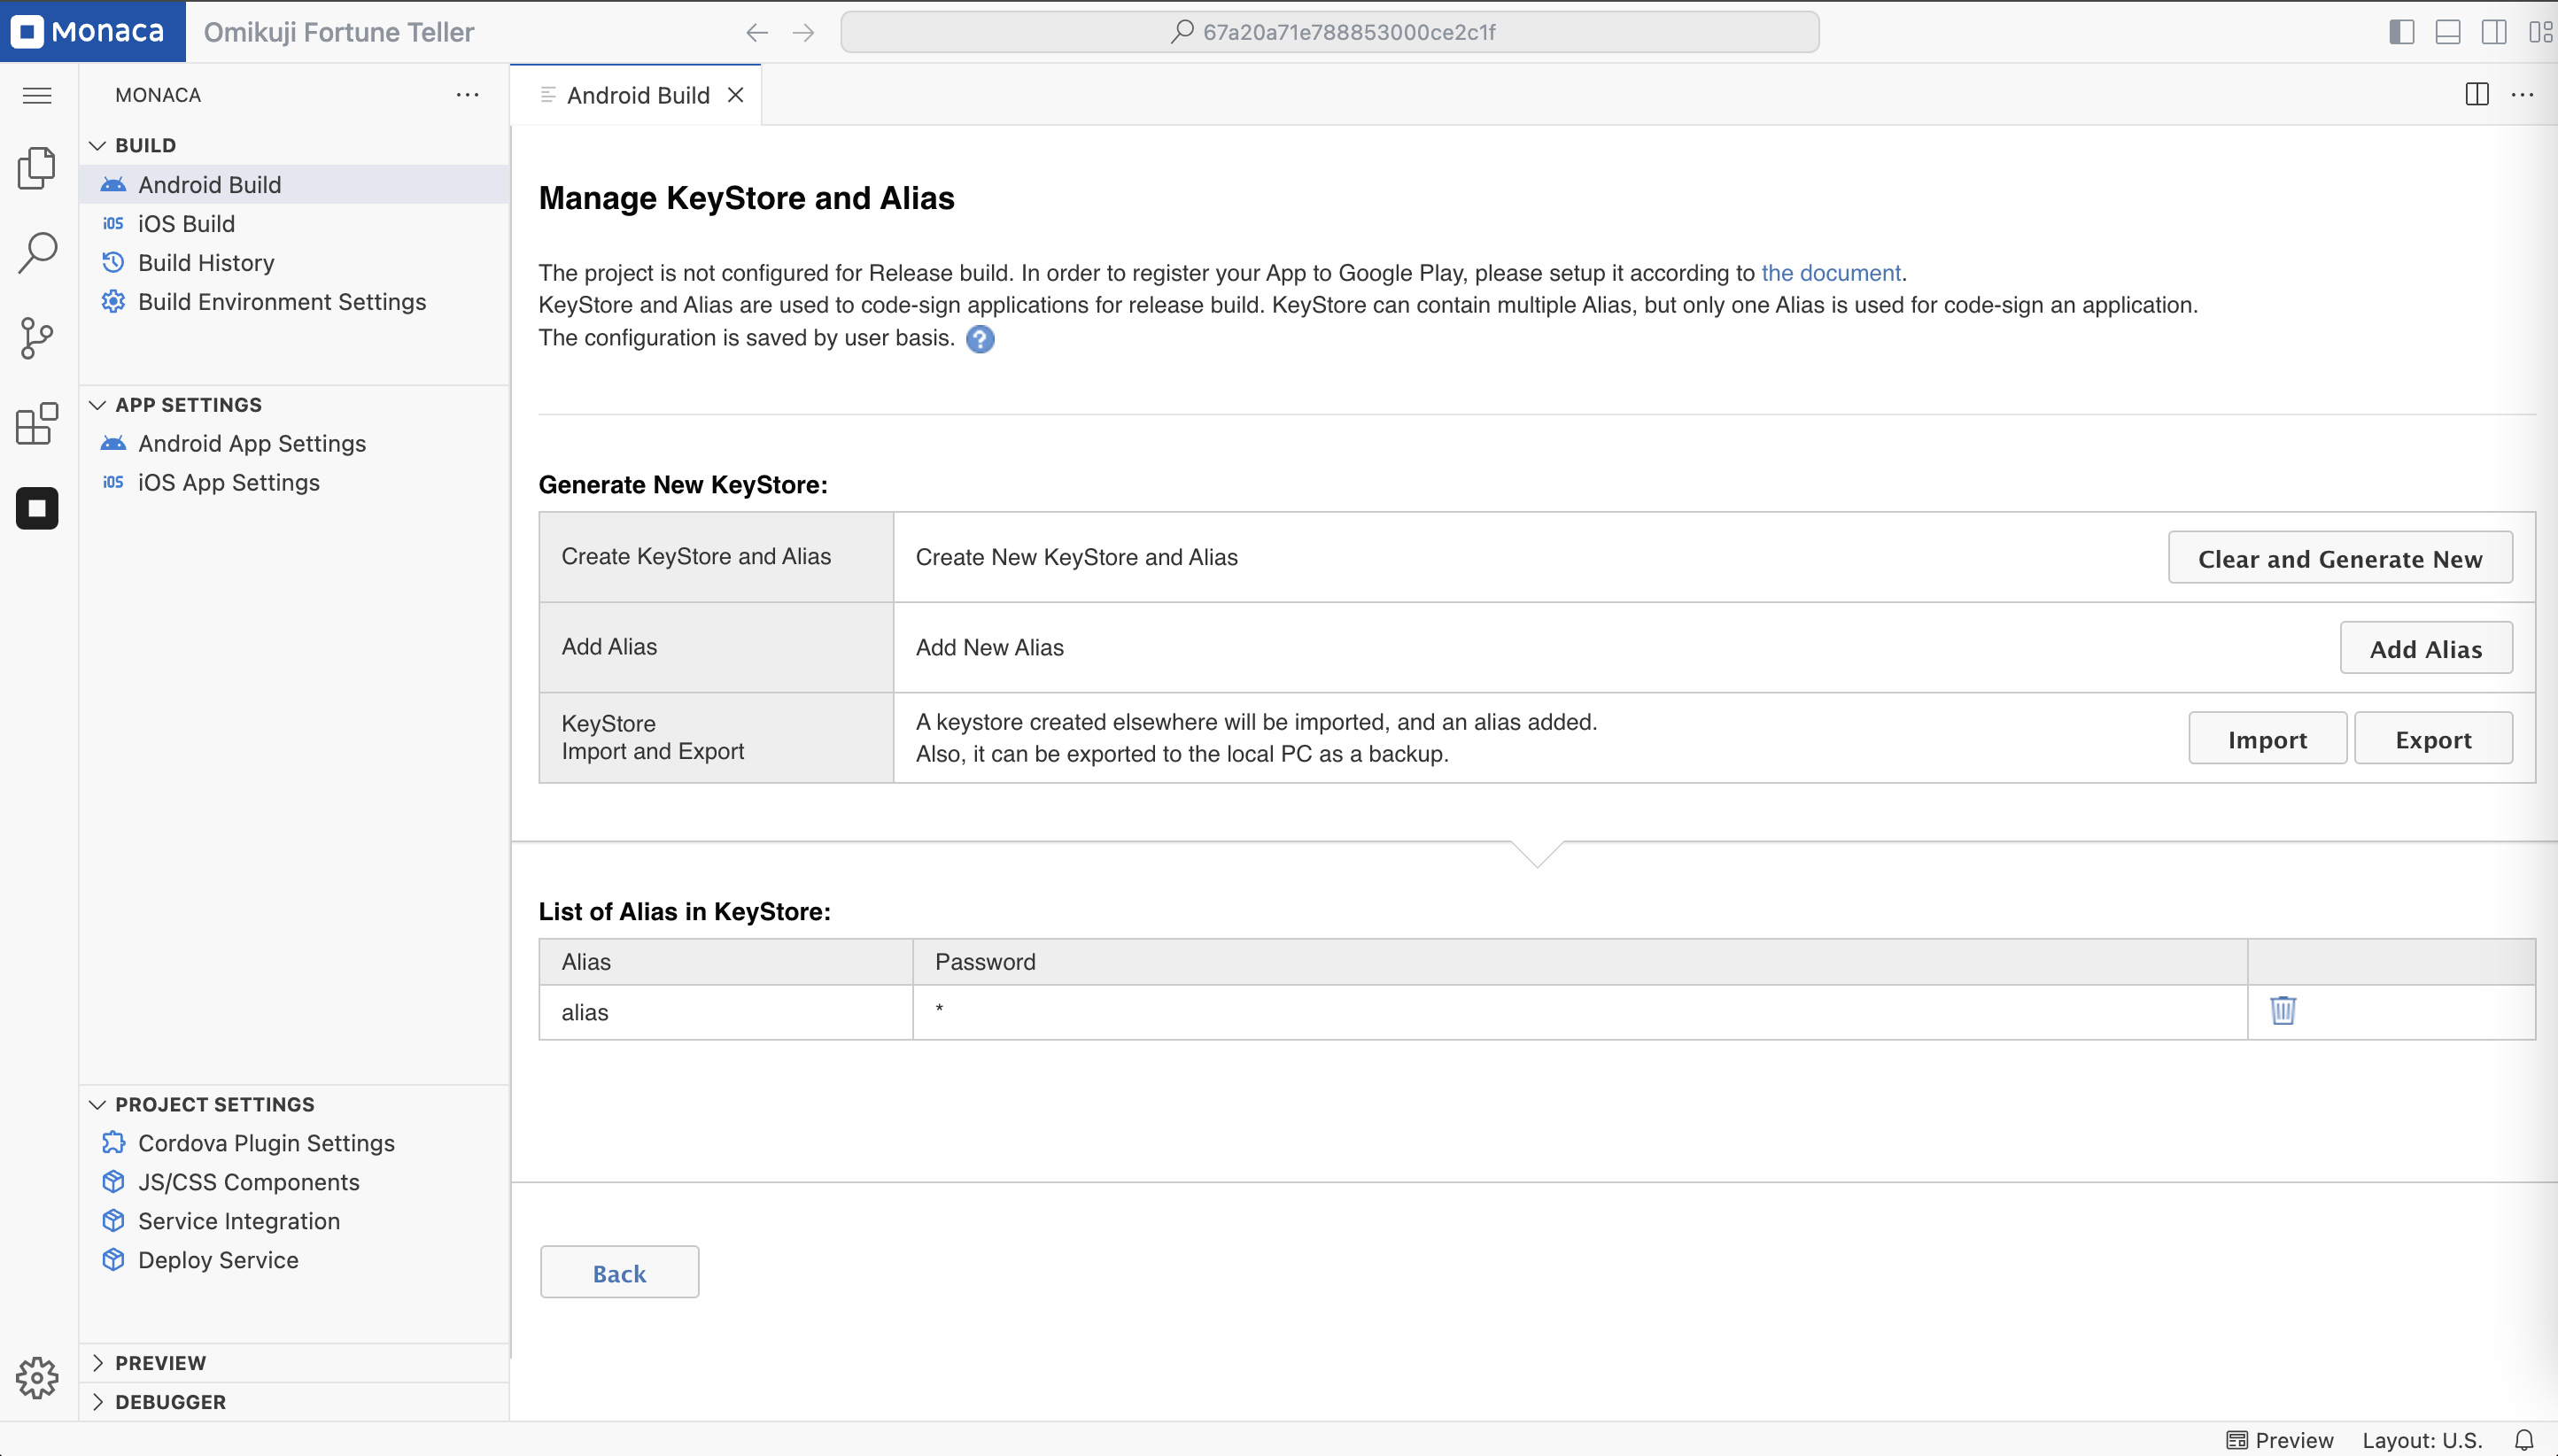 Monaca
Omikuji Fortune Teller
67a20a71e788853000ce2c1f
MONACA
BUILD
Android Build
iOS iOS Build
Build History
Build Environment Settings
APP SETTINGS
Android App Settings
iOS iOS App Settings
PROJECT SETTINGS
Cordova Plugin Settings
JS/CSS Components
Service Integration
Deploy Service
PREVIEW
DEBUGGER
Android Build
Manage KeyStore and Alias
The project is not configured for Release build. In order to register your App to Google Play, please setup it according to the document.
KeyStore and Alias are used to code-sign applications for release build. KeyStore can contain multiple Alias, but only one Alias is used for code-sign an application.
The configuration is saved by user basis. ?
Generate New KeyStore:
Create KeyStore and Alias
Create New KeyStore and Alias
Clear and Generate New
Add Alias
Add New Alias
Add Alias
KeyStore
Import and Export
A keystore created elsewhere will be imported, and an alias added.
Also, it can be exported to the local PC as a backup.
Import
Export
List of Alias in KeyStore:
Alias Password
alias *
Back
Preview Layout: U.S.